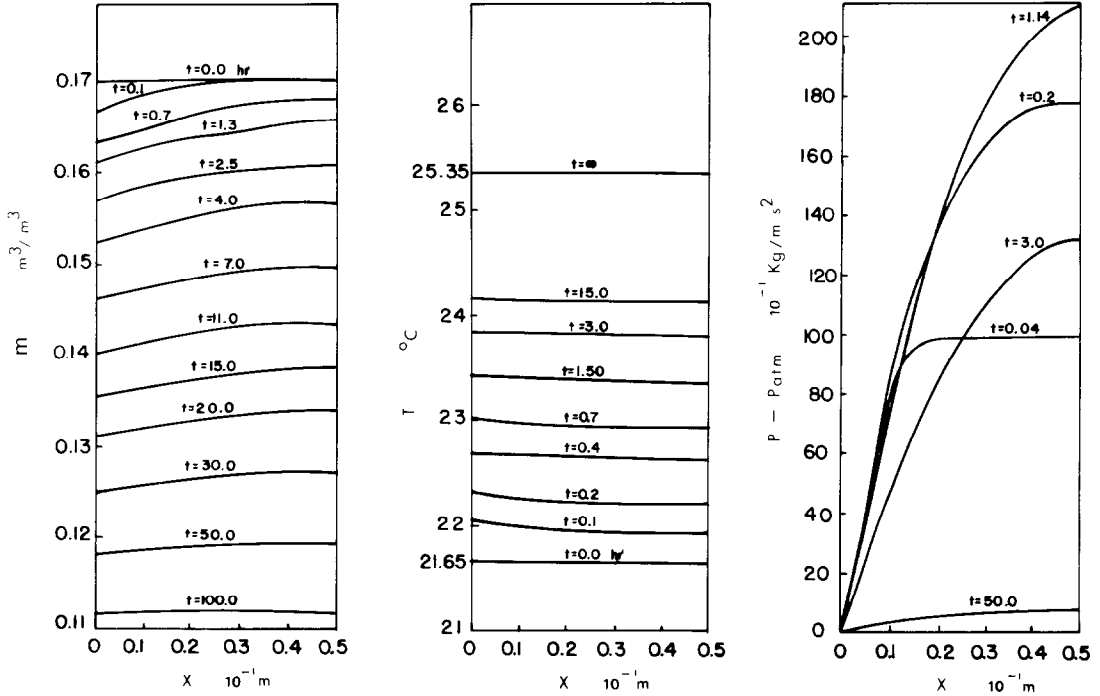 0.17
0.16
0.15
0.14
0.13
0.12
0.11
m m³/m³
t=0.0 hr
t=0.1
t=0.7
t=1.3
t=2.5
t=4.0
t=7.0
t=11.0
t=15.0
t=20.0
t=30.0
t=50.0
t=100.0
0 0.1 0.2 0.3 0.4 0.5
X 10⁻¹ m
26
25.35
25
24
23
22
21.65
21
T °C
t=∞
t=15.0
t=3.0
t=1.50
t=0.7
t=0.4
t=0.2
t=0.1
t=0.0 hr
0 0.1 0.2 0.3 0.4 0.5
X 10⁻¹ m
210
180
160
140
120
100
80
60
40
20
0
P – Patm 10⁻¹ Kg/m s²
t=1.14
t=0.2
t=3.0
t=0.04
t=50.0
0 0.1 0.2 0.3 0.4 0.5
X 10⁻¹ m